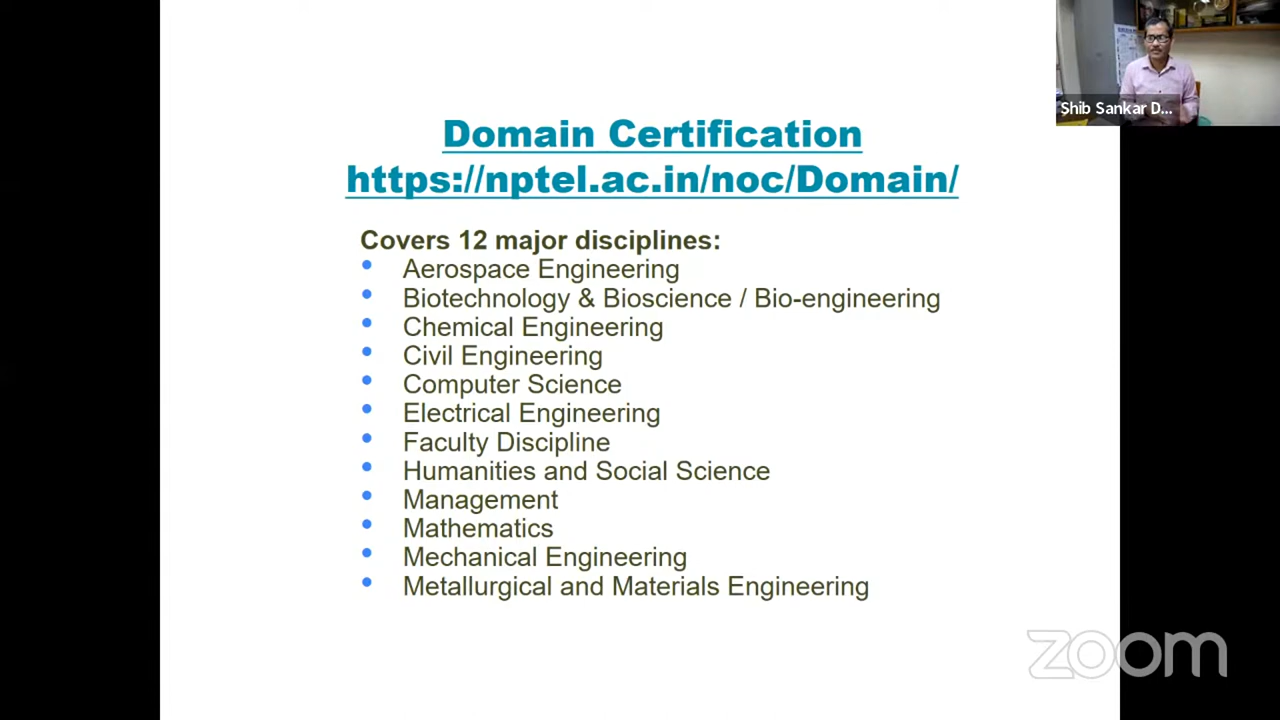 Domain Certification
https://nptel.ac.in/noc/Domain/
Covers 12 major disciplines:
• Aerospace Engineering
• Biotechnology & Bioscience / Bio-engineering
• Chemical Engineering
• Civil Engineering
• Computer Science
• Electrical Engineering
• Faculty Discipline
• Humanities and Social Science
• Management
• Mathematics
• Mechanical Engineering
• Metallurgical and Materials Engineering
Shib Sankar D...
zoom